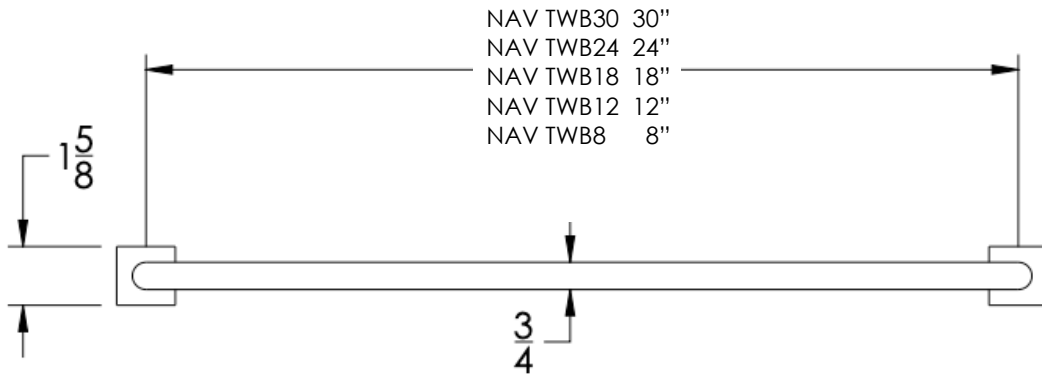 NAV TWB30 30”
NAV TWB24 24”
NAV TWB18 18”
NAV TWB12 12”
NAV TWB8 8”
1 5/8
3/4